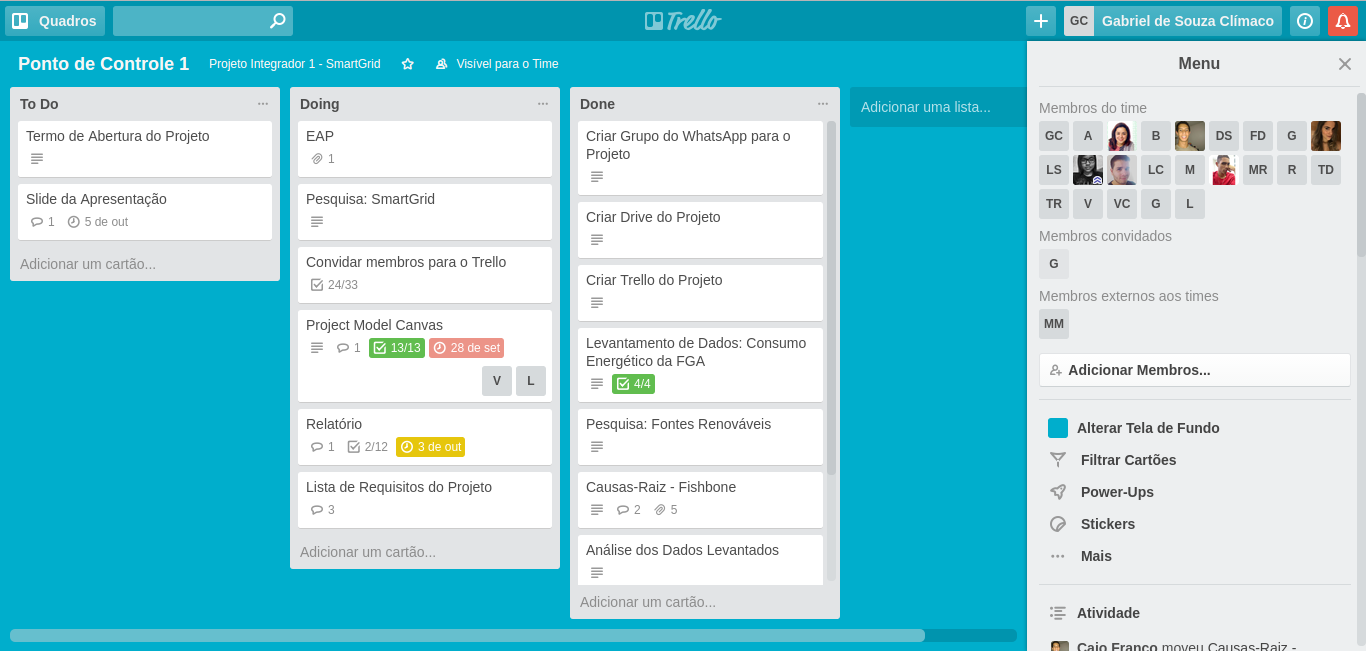 Quadros
Trello
GC Gabriel de Souza Clímaco
Ponto de Controle 1 Projeto Integrador 1 - SmartGrid Visível para o Time
To Do
Termo de Abertura do Projeto
Slide da Apresentação
1 5 de out
Adicionar um cartão...
Doing
EAP
1
Pesquisa: SmartGrid
Convidar membros para o Trello
24/33
Project Model Canvas
1 13/13 28 de set
V L
Relatório
1 2/12 3 de out
Lista de Requisitos do Projeto
3
Adicionar um cartão...
Done
Criar Grupo do WhatsApp para o
Projeto
Criar Drive do Projeto
Criar Trello do Projeto
Levantamento de Dados: Consumo
Energético da FGA
4/4
Pesquisa: Fontes Renováveis
Causas-Raiz - Fishbone
2 5
Análise dos Dados Levantados
Adicionar um cartão...
Adicionar uma lista...
Menu
Membros do time
GC A B DS FD G
LS LC M MR R TD
TR V VC G L
Membros convidados
G
Membros externos aos times
MM
Adicionar Membros...
Alterar Tela de Fundo
Filtrar Cartões
Power-Ups
Stickers
Mais
Atividade
Caio Franco moveu Causas-Raiz -